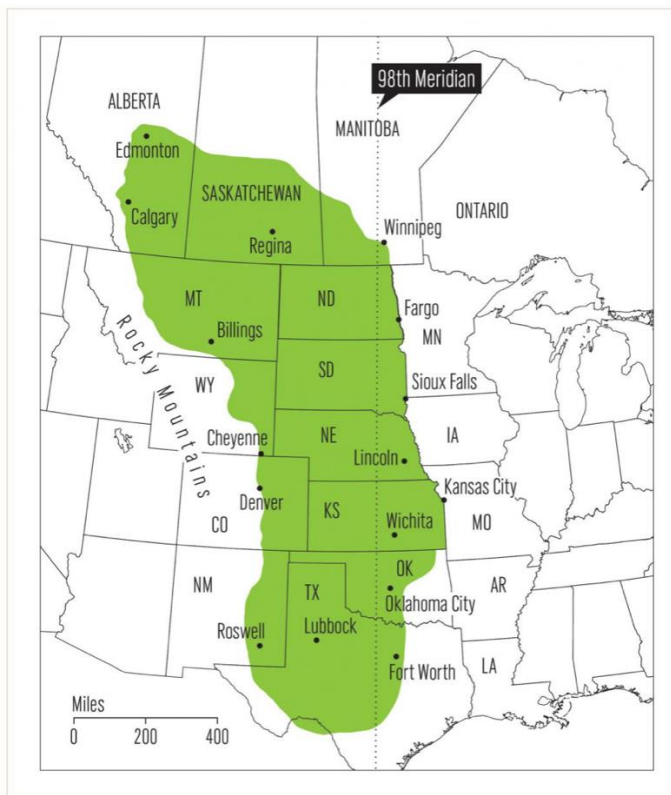 98th Meridian
ALBERTA
MANITOBA
Edmonton
SASKATCHEWAN
Calgary
ONTARIO
Winnipeg
Regina
MT
ND
Fargo
Billings
MN
Rocky Mountains
SD
WY
Sioux Falls
NE
IA
Cheyenne
Lincoln
Denver
Kansas City
KS
CO
Wichita
MO
OK
NM
TX
AR
Oklahoma City
Roswell
Lubbock
LA
Fort Worth
Miles
0 200 400